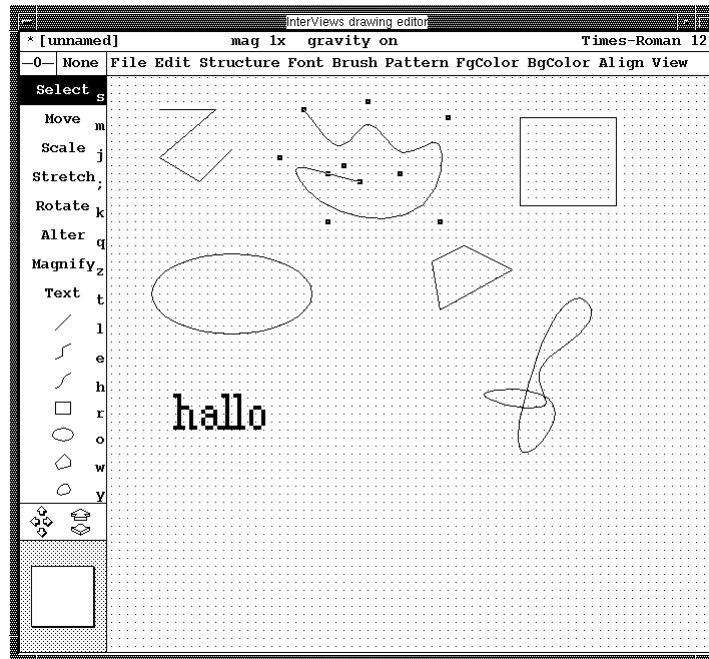 InterViews drawing editor
* [unnamed] mag 1x gravity on Times-Roman 12
—0— None File Edit Structure Font Brush Pattern FgColor BgColor Align View
Select s
Move m
Scale j
Stretch ;
Rotate k
Alter q
Magnify z
Text t
l
e
h
r
o
w
y
hallo